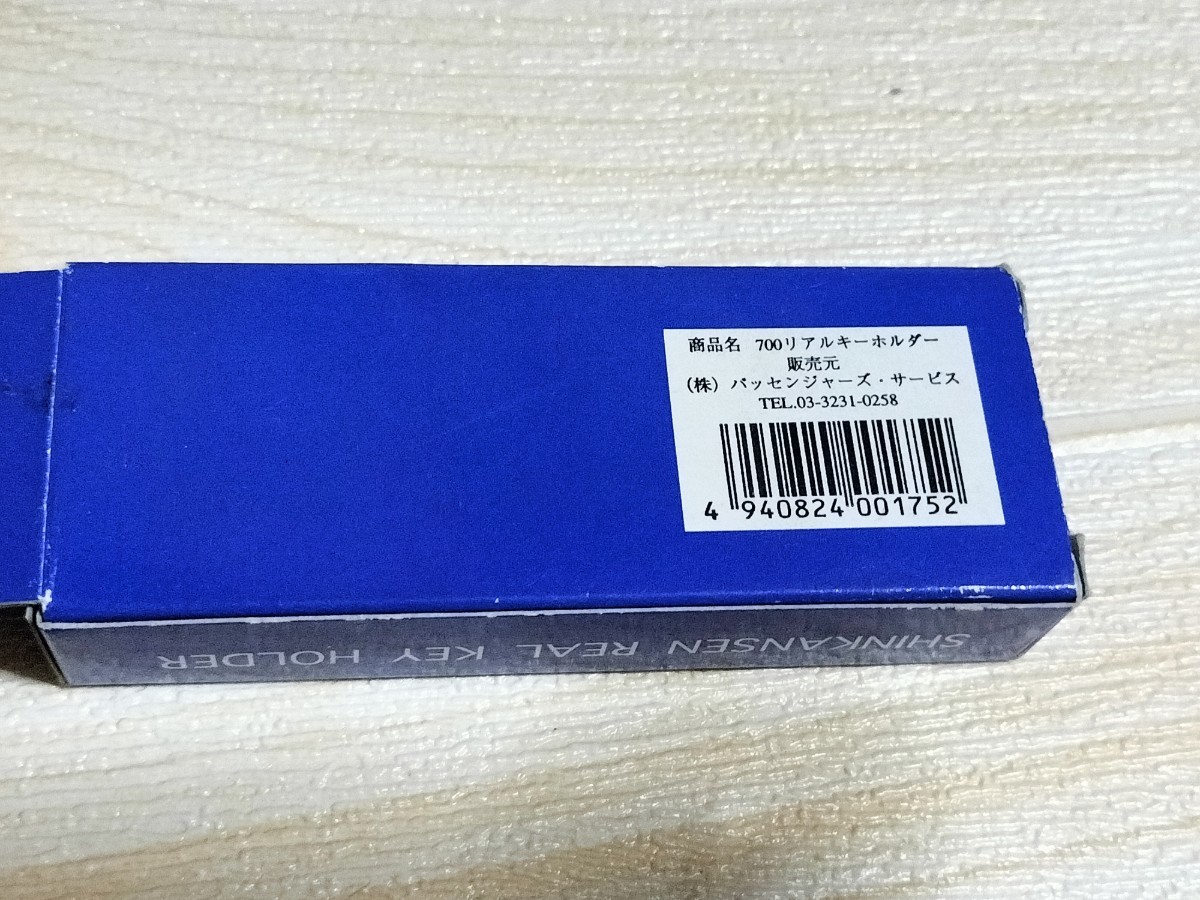 商品名 700リアルキーホルダー
販売元
(株) パッセンジャーズ・サービス
TEL.03-3231-0258
4 940824 001752
SHINKANSEN REAL KEY HOLDER